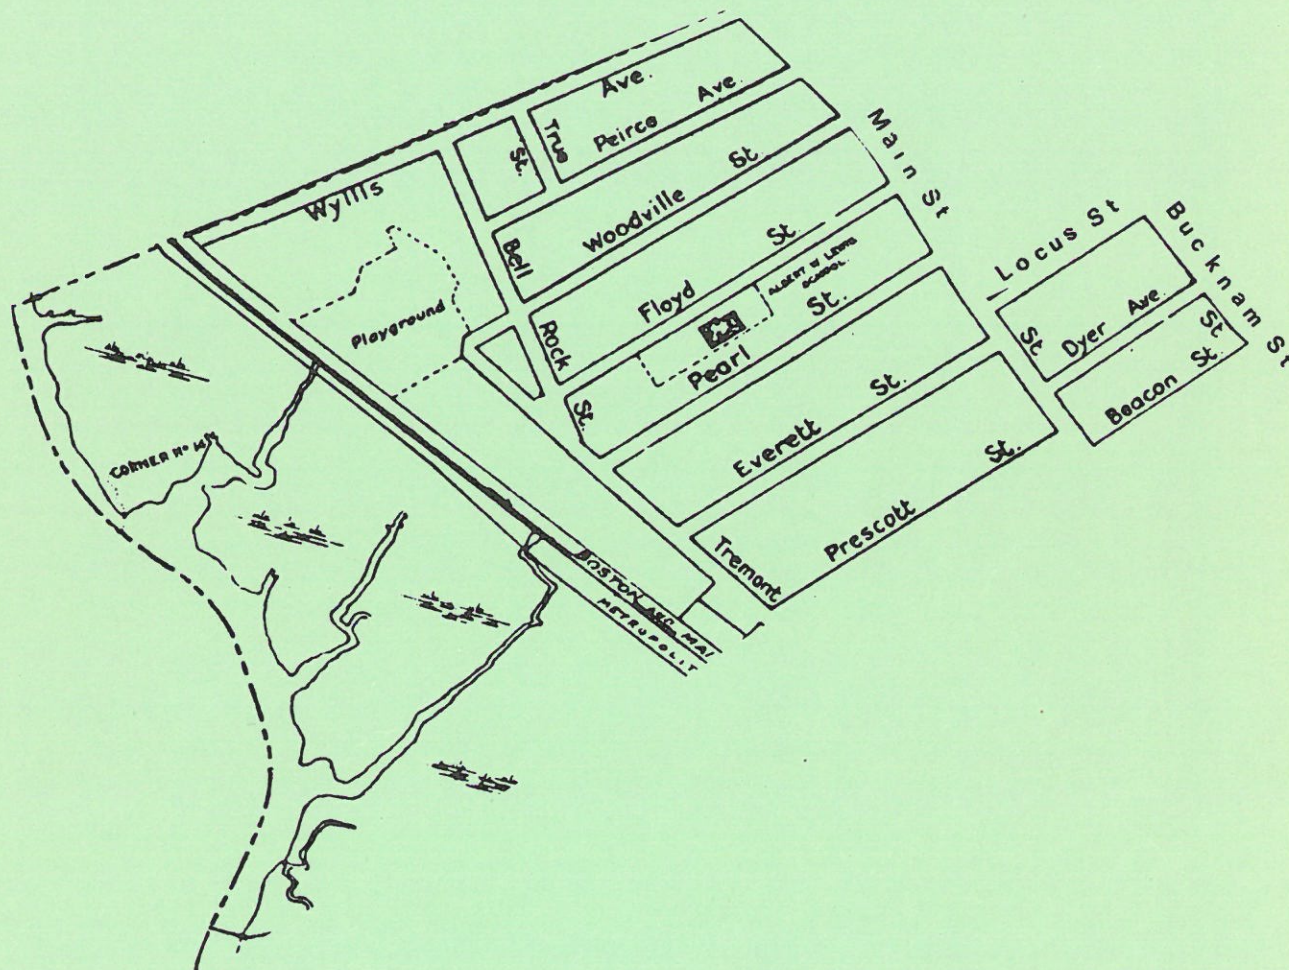 Wyllis Ave.
True St.
Peirce Ave.
Woodville St.
Bell
Rock
St.
Floyd St.
ALBERT N LEWIS
SCHOOL
Pearl St.
Playground
Everett St.
Tremont
Prescott St.
Main St
Locus St
Bucknam St
St
Dyer Ave.
Beacon St.
St
CORNER No
BOSTON AND MAI
METROPOLIT